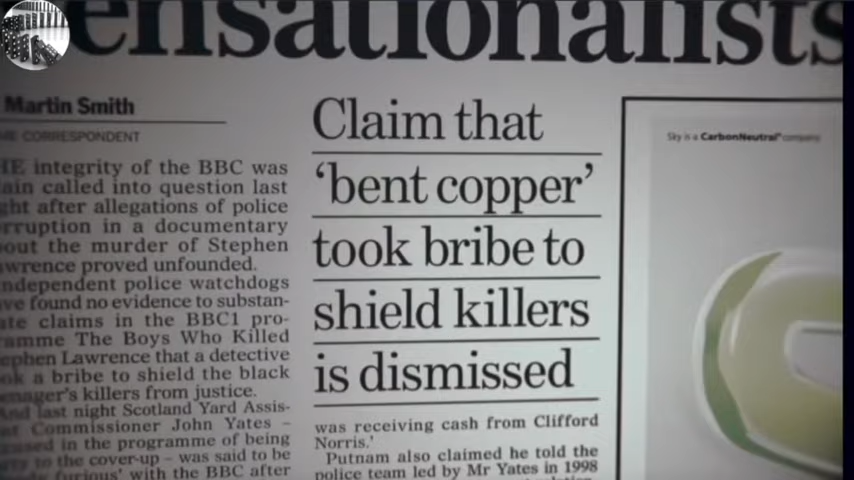 ensationalists
Martin Smith
CORRESPONDENT
integrity of the BBC was
called into question last
after allegations of police
in a documentary
the murder of Stephen
proved unfounded.
police watchdogs
found no evidence to substan-
claims in the BBC1 pro-
The Boys Who Killed
Lawrence that a detective
a bribe to shield the black
killers from justice.
last night Scotland Yard Assis-
Commissioner John Yates –
in the programme of being
to the cover-up – was said to be
with the BBC after
Claim that
‘bent copper’
took bribe to
shield killers
is dismissed
was receiving cash from Clifford
Norris.’
Putnam also claimed he told the
police team led by Mr Yates in 1998
Sky is a CarbonNeutral® company